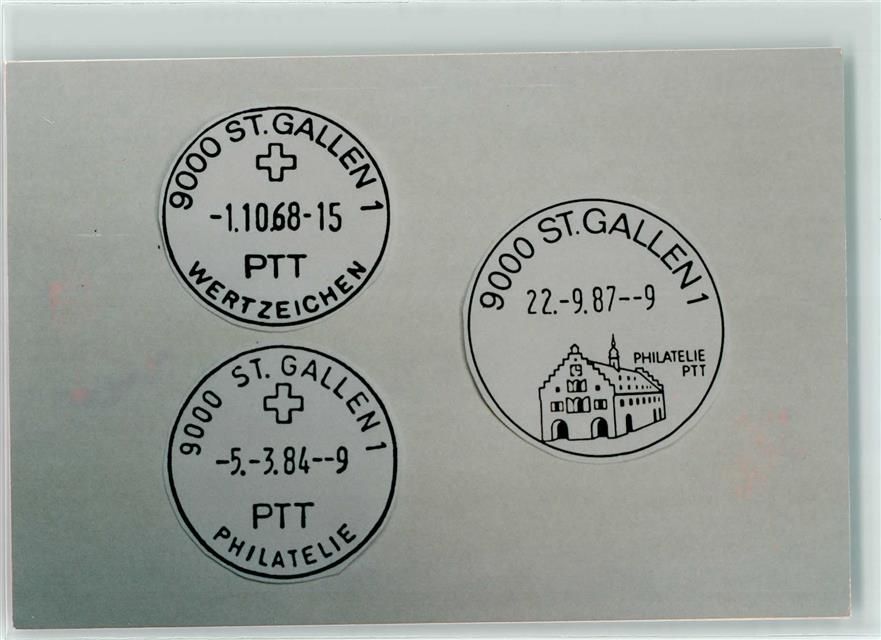 9000 ST. GALLEN 1
-1.10.68-15
PTT
WERTZEICHEN
9000 ST. GALLEN 1
-5.-3.84--9
PTT
PHILATELIE
9000 ST. GALLEN 1
22.-9.87--9
PHILATELIE
PTT